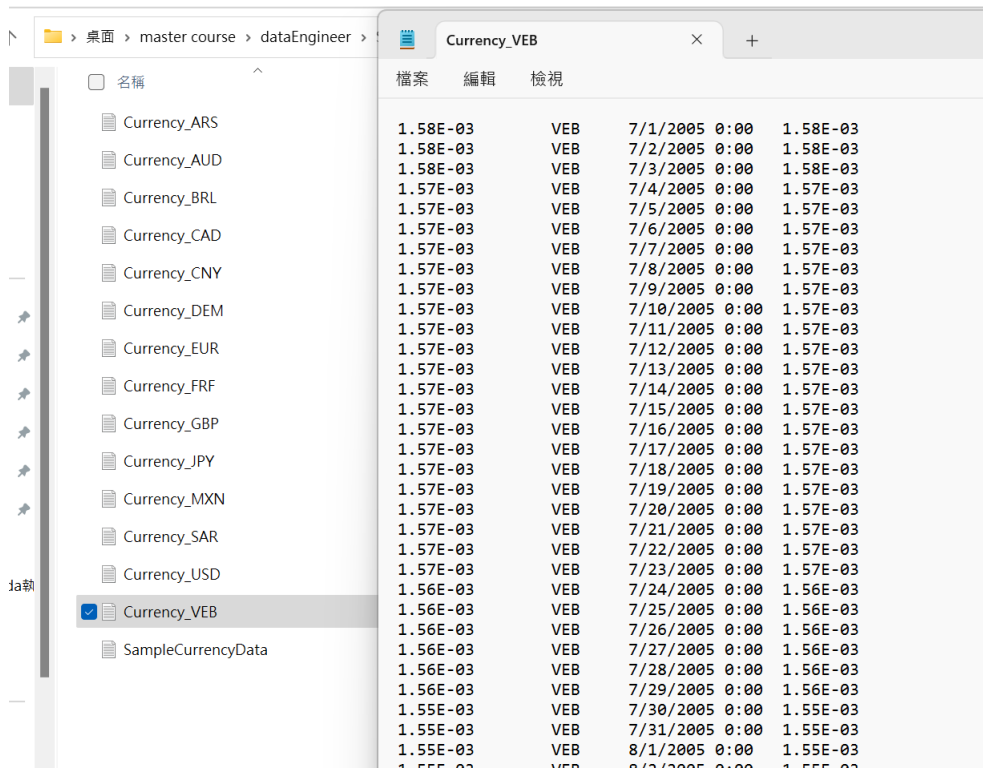 桌面 > master course > dataEngineer >
名稱
Currency_ARS
Currency_AUD
Currency_BRL
Currency_CAD
Currency_CNY
Currency_DEM
Currency_EUR
Currency_FRF
Currency_GBP
Currency_JPY
Currency_MXN
Currency_SAR
Currency_USD
Currency_VEB
SampleCurrencyData
da執
Currency_VEB
檔案 編輯 檢視
1.58E-03 VEB 7/1/2005 0:00 1.58E-03
1.58E-03 VEB 7/2/2005 0:00 1.58E-03
1.58E-03 VEB 7/3/2005 0:00 1.58E-03
1.57E-03 VEB 7/4/2005 0:00 1.57E-03
1.57E-03 VEB 7/5/2005 0:00 1.57E-03
1.57E-03 VEB 7/6/2005 0:00 1.57E-03
1.57E-03 VEB 7/7/2005 0:00 1.57E-03
1.57E-03 VEB 7/8/2005 0:00 1.57E-03
1.57E-03 VEB 7/9/2005 0:00 1.57E-03
1.57E-03 VEB 7/10/2005 0:00 1.57E-03
1.57E-03 VEB 7/11/2005 0:00 1.57E-03
1.57E-03 VEB 7/12/2005 0:00 1.57E-03
1.57E-03 VEB 7/13/2005 0:00 1.57E-03
1.57E-03 VEB 7/14/2005 0:00 1.57E-03
1.57E-03 VEB 7/15/2005 0:00 1.57E-03
1.57E-03 VEB 7/16/2005 0:00 1.57E-03
1.57E-03 VEB 7/17/2005 0:00 1.57E-03
1.57E-03 VEB 7/18/2005 0:00 1.57E-03
1.57E-03 VEB 7/19/2005 0:00 1.57E-03
1.57E-03 VEB 7/20/2005 0:00 1.57E-03
1.57E-03 VEB 7/21/2005 0:00 1.57E-03
1.57E-03 VEB 7/22/2005 0:00 1.57E-03
1.57E-03 VEB 7/23/2005 0:00 1.57E-03
1.56E-03 VEB 7/24/2005 0:00 1.56E-03
1.56E-03 VEB 7/25/2005 0:00 1.56E-03
1.56E-03 VEB 7/26/2005 0:00 1.56E-03
1.56E-03 VEB 7/27/2005 0:00 1.56E-03
1.56E-03 VEB 7/28/2005 0:00 1.56E-03
1.56E-03 VEB 7/29/2005 0:00 1.56E-03
1.55E-03 VEB 7/30/2005 0:00 1.55E-03
1.55E-03 VEB 7/31/2005 0:00 1.55E-03
1.55E-03 VEB 8/1/2005 0:00 1.55E-03